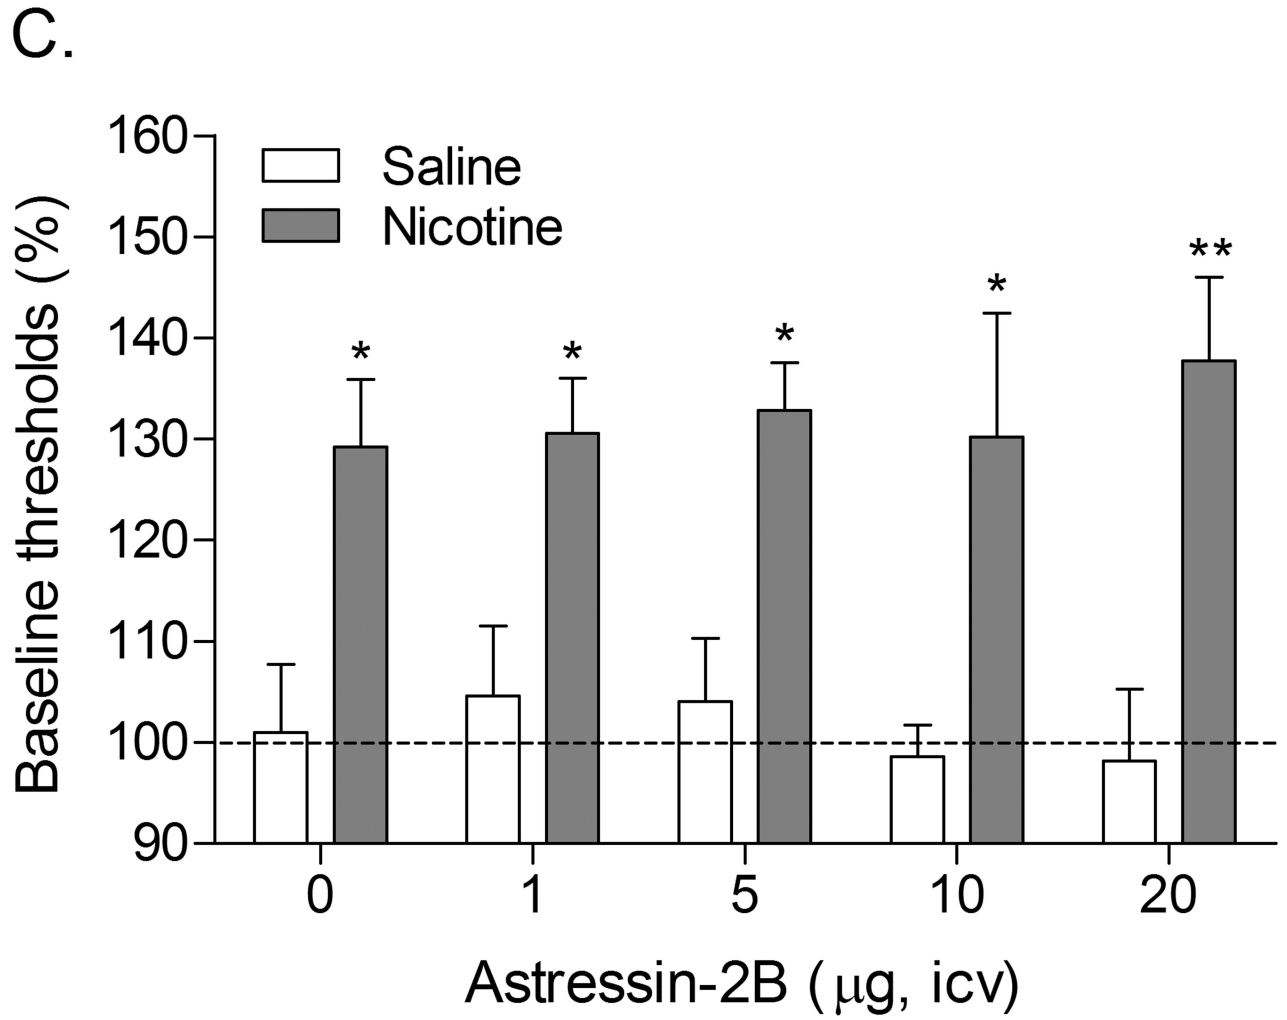 C.
160
150
140
130
120
110
100
90
Baseline thresholds (%)
Saline
Nicotine
*
*
*
*
**
0 1 5 10 20
Astressin-2B (μg, icv)